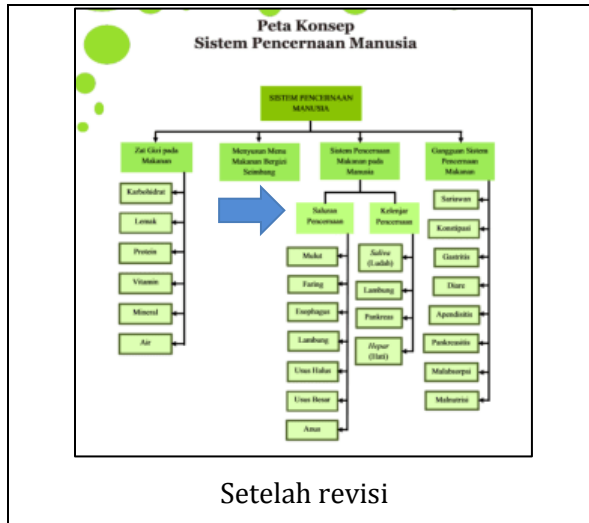 Peta Konsep
Sistem Pencernaan Manusia
SISTEM PENCERNAAN
MANUSIA
Zat Gizi pada
Makanan
Karbohidrat
Lemak
Protein
Vitamin
Mineral
Air
Menyusun Menu
Makanan Bergizi
Seimbang
Sistem Pencernaan
Makanan pada
Manusia
Saluran
Pencernaan
Mulut
Faring
Esophagus
Lambung
Usus Halus
Usus Besar
Anus
Kelenjar
Pencernaan
Saliva
(Ludah)
Lambung
Pankreas
Hepar
(Hati)
Gangguan Sistem
Pencernaan
Makanan
Sariawan
Konstipasi
Gastritis
Diare
Apendisitis
Pankreasitis
Malabsorpsi
Malnutrisi
Setelah revisi